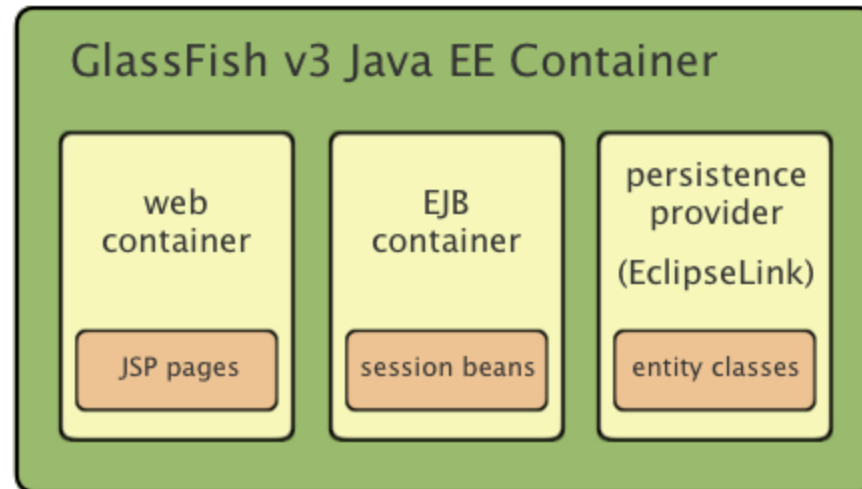 GlassFish v3 Java EE Container
web
container
JSP pages
EJB
container
session beans
persistence
provider
(EclipseLink)
entity classes